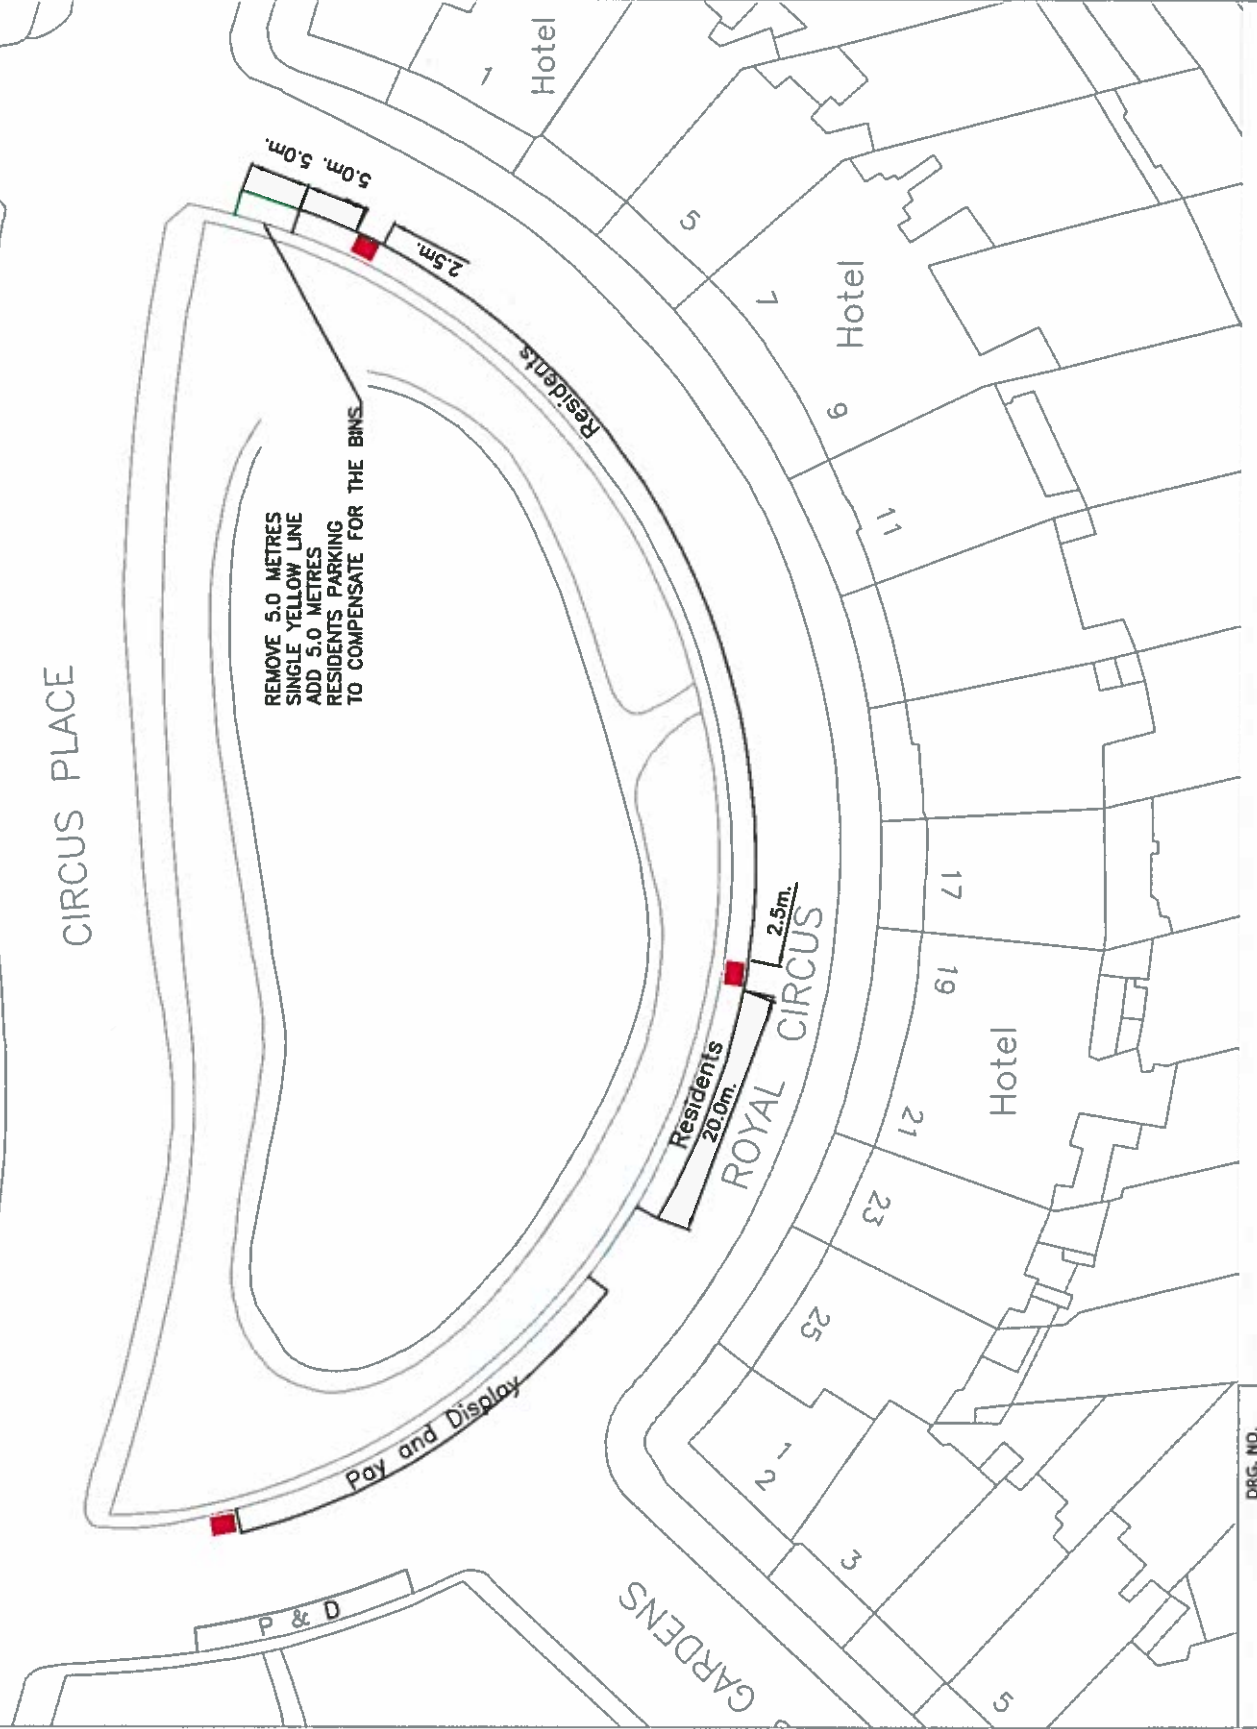 CIRCUS PLACE
REMOVE 5.0 METRES
SINGLE YELLOW LINE
ADD 5.0 METRES
RESIDENTS PARKING
TO COMPENSATE FOR THE BINS
5.0m.
5.0m.
2.5m.
Residents
2.5m.
Residents
20.0m.
ROYAL CIRCUS
Pay and Display
P & D
GARDENS
1
Hotel
5
7
Hotel
9
11
17
19
Hotel
21
23
25
1
2
3
5
DRG. NO.